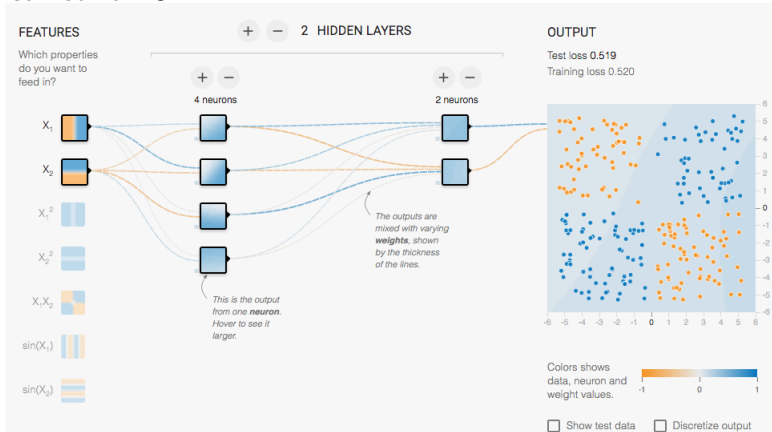 FEATURES
Which properties
do you want to
feed in?
X₁
X₂
X₁²
X₂²
X₁X₂
sin(X₁)
sin(X₂)
+ − 2 HIDDEN LAYERS
+ −
4 neurons
+ −
2 neurons
This is the output
from one neuron.
Hover to see it
larger.
The outputs are
mixed with varying
weights, shown
by the thickness
of the lines.
OUTPUT
Test loss 0.519
Training loss 0.520
6
5
4
3
2
1
0
-1
-2
-3
-4
-5
-6
-6 -5 -4 -3 -2 -1 0 1 2 3 4 5 6
Colors shows
data, neuron and
weight values.
-1 0 1
Show test data
Discretize output